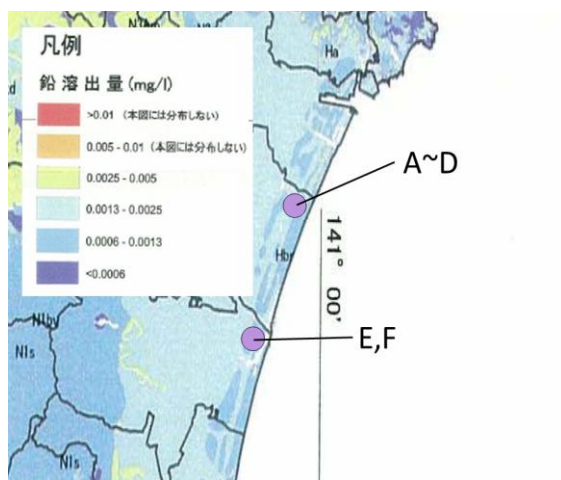 凡例
鉛溶出量(mg/l)
>0.01 (本図には分布しない)
0.005 - 0.01 (本図には分布しない)
0.0025 - 0.005
0.0013 - 0.0025
0.0006 - 0.0013
<0.0006
Ha
A~D
141° 00'
Hbr
E,F
Nlby
Nls
Nls